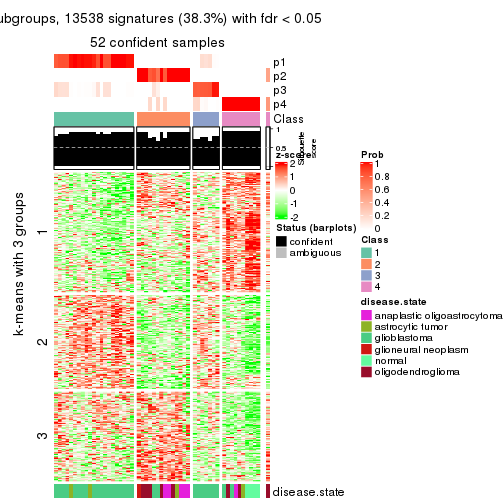 ubgroups, 13538 signatures (38.3%) with fdr < 0.05
52 confident samples
p1
p2
p3
p4
Class
1
0.5
0
Silhouette
score
k-means with 3 groups
1
2
3
z-score
2
1
0
-1
-2
Status (barplots)
confident
ambiguous
Prob
1
0.8
0.6
0.4
0.2
0
Class
1
2
3
4
disease.state
anaplastic oligoastrocytoma
astrocytic tumor
glioblastoma
glioneural neoplasm
normal
oligodendroglioma
disease.state